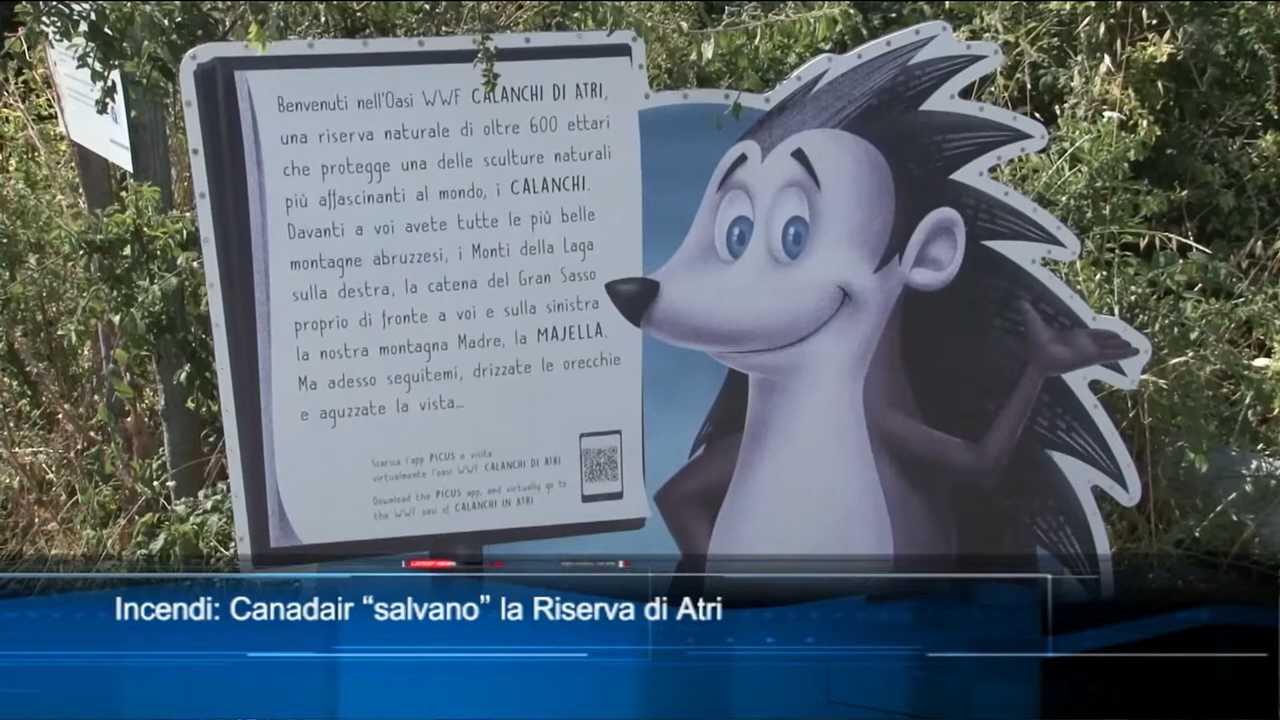 Benvenuti nell'Oasi WWF CALANCHI DI ATRI,
una riserva naturale di oltre 600 ettari
che protegge una delle sculture naturali
più affascinanti al mondo, i CALANCHI.
Davanti a voi avete tutte le più belle
montagne abruzzesi, i Monti della Laga
sulla destra, la catena del Gran Sasso
proprio di fronte a voi e sulla sinistra
la nostra montagna Madre, la MAJELLA.
Ma adesso seguitemi, drizzate le orecchie
e aguzzate la vista...
Scarica l'app PICUS e visita
virtualmente l'oasi WWF CALANCHI DI ATRI
Download the PICUS app, and virtually go to
the WWF oasi of CALANCHI IN ATRI
LATEST NEWS
Incendi: Canadair “salvano” la Riserva di Atri